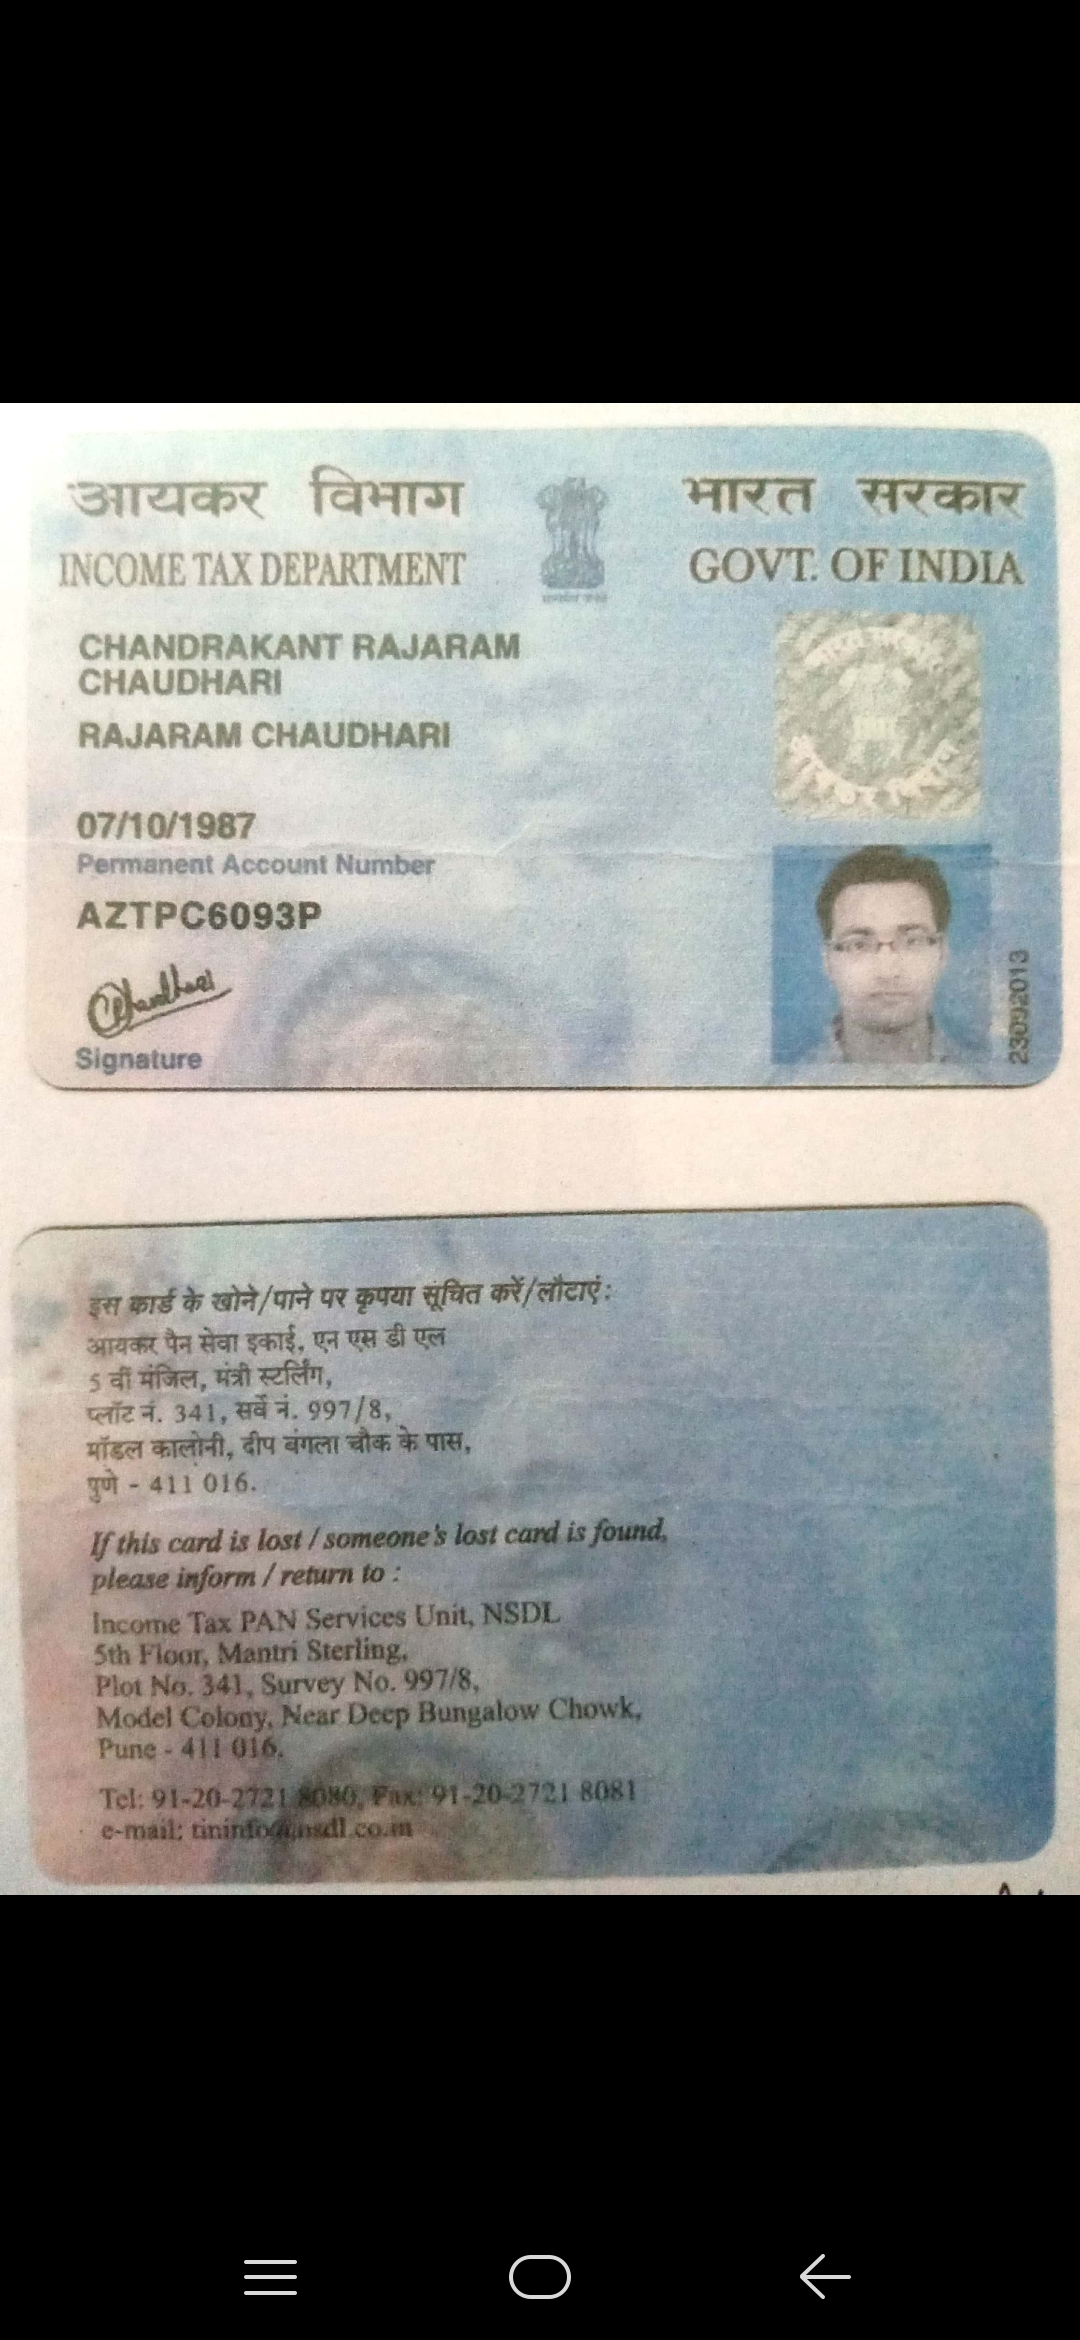 आयकर विभाग
INCOME TAX DEPARTMENT
भारत सरकार
GOVT. OF INDIA
CHANDRAKANT RAJARAM
CHAUDHARI
RAJARAM CHAUDHARI
07/10/1987
Permanent Account Number
AZTPC6093P
Signature
23092013
इस कार्ड के खोने/पाने पर कृपया सूचित करें/लौटाएं:
आयकर पैन सेवा इकाई, एन एस डी एल
5 वीं मंजिल, मंत्री स्टर्लिंग,
प्लॉट नं. 341, सर्वे नं. 997/8,
मॉडल कालोनी, दीप बंगला चौक के पास,
पुणे - 411 016.
If this card is lost / someone's lost card is found,
please inform / return to :
Income Tax PAN Services Unit, NSDL
5th Floor, Mantri Sterling,
Plot No. 341, Survey No. 997/8,
Model Colony, Near Deep Bungalow Chowk,
Pune - 411 016.
Tel: 91-20-2721 8080, Fax: 91-20-2721 8081
e-mail: tininfo@nsdl.co.in